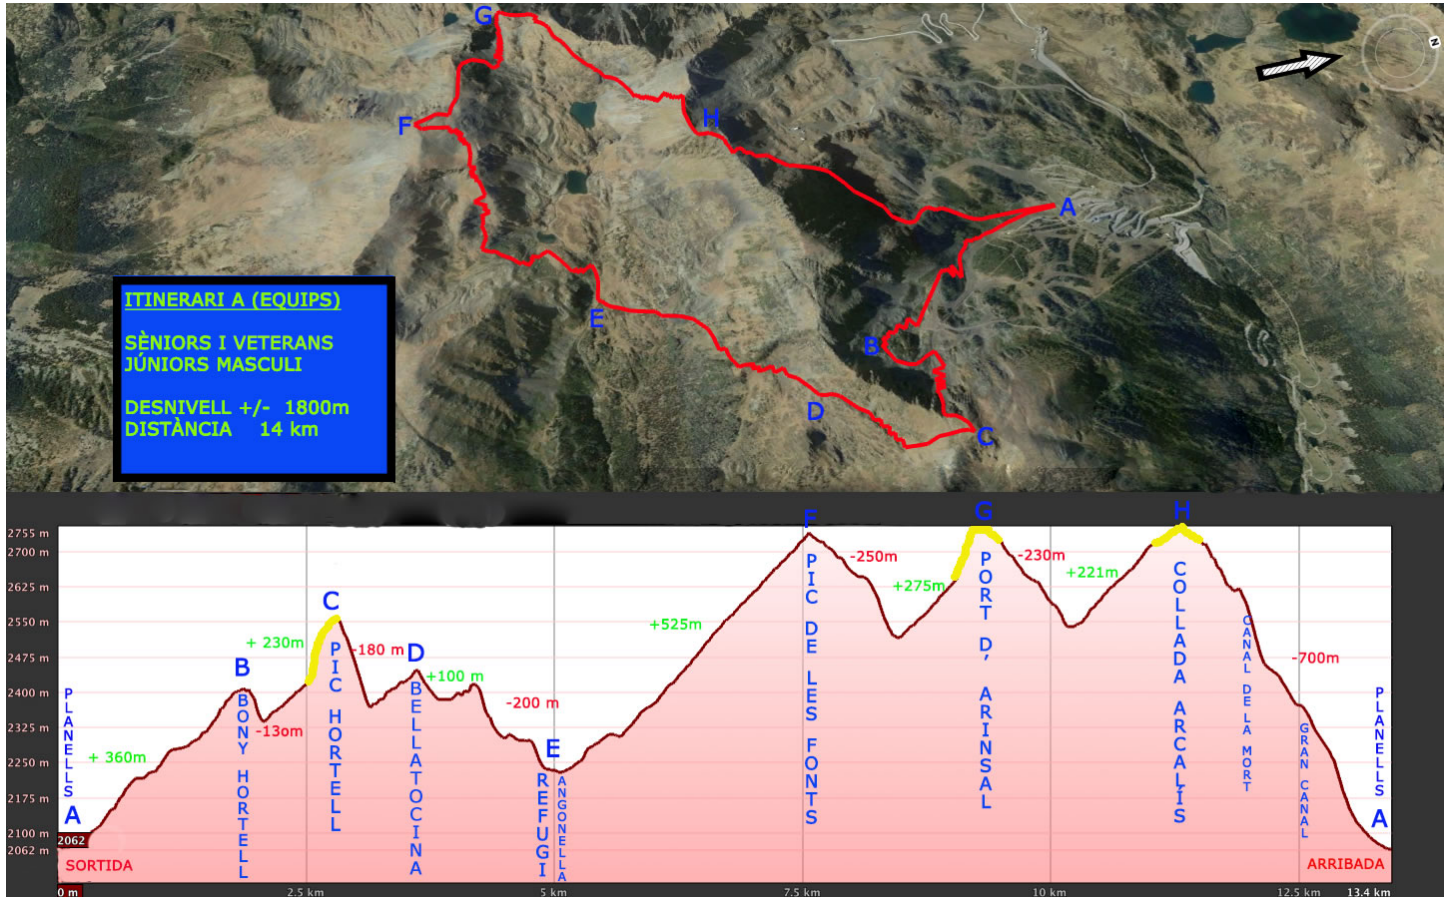 G
N
F
H
A
E
B
D
C
ITINERARI A (EQUIPS)
SÈNIORS I VETERANS
JÚNIORS MASCULI
DESNIVELL +/- 1800m
DISTÀNCIA 14 km
2755 m
2700 m
2625 m
2550 m
2475 m
2400 m
2325 m
2250 m
2175 m
2100 m
2062 m
2062
PLANELLS
A
SORTIDA
+ 360m
B
BONY HORTELL
-13om
+ 230m
C
PIC HORTELL
-180 m
D
BELLATOCINA
+100 m
-200 m
E
REFUGI
ANGONELLA
+525m
F
PIC DE LES FONTS
-250m
+275m
G
PORT D' ARINSAL
-230m
+221m
H
COLLADA ARCALÍS
CANAL DE LA MORT
-700m
GRAN CANAL
PLANELLS
A
ARRIBADA
0 m
2.5 km
5 km
7.5 km
10 km
12.5 km
13.4 km